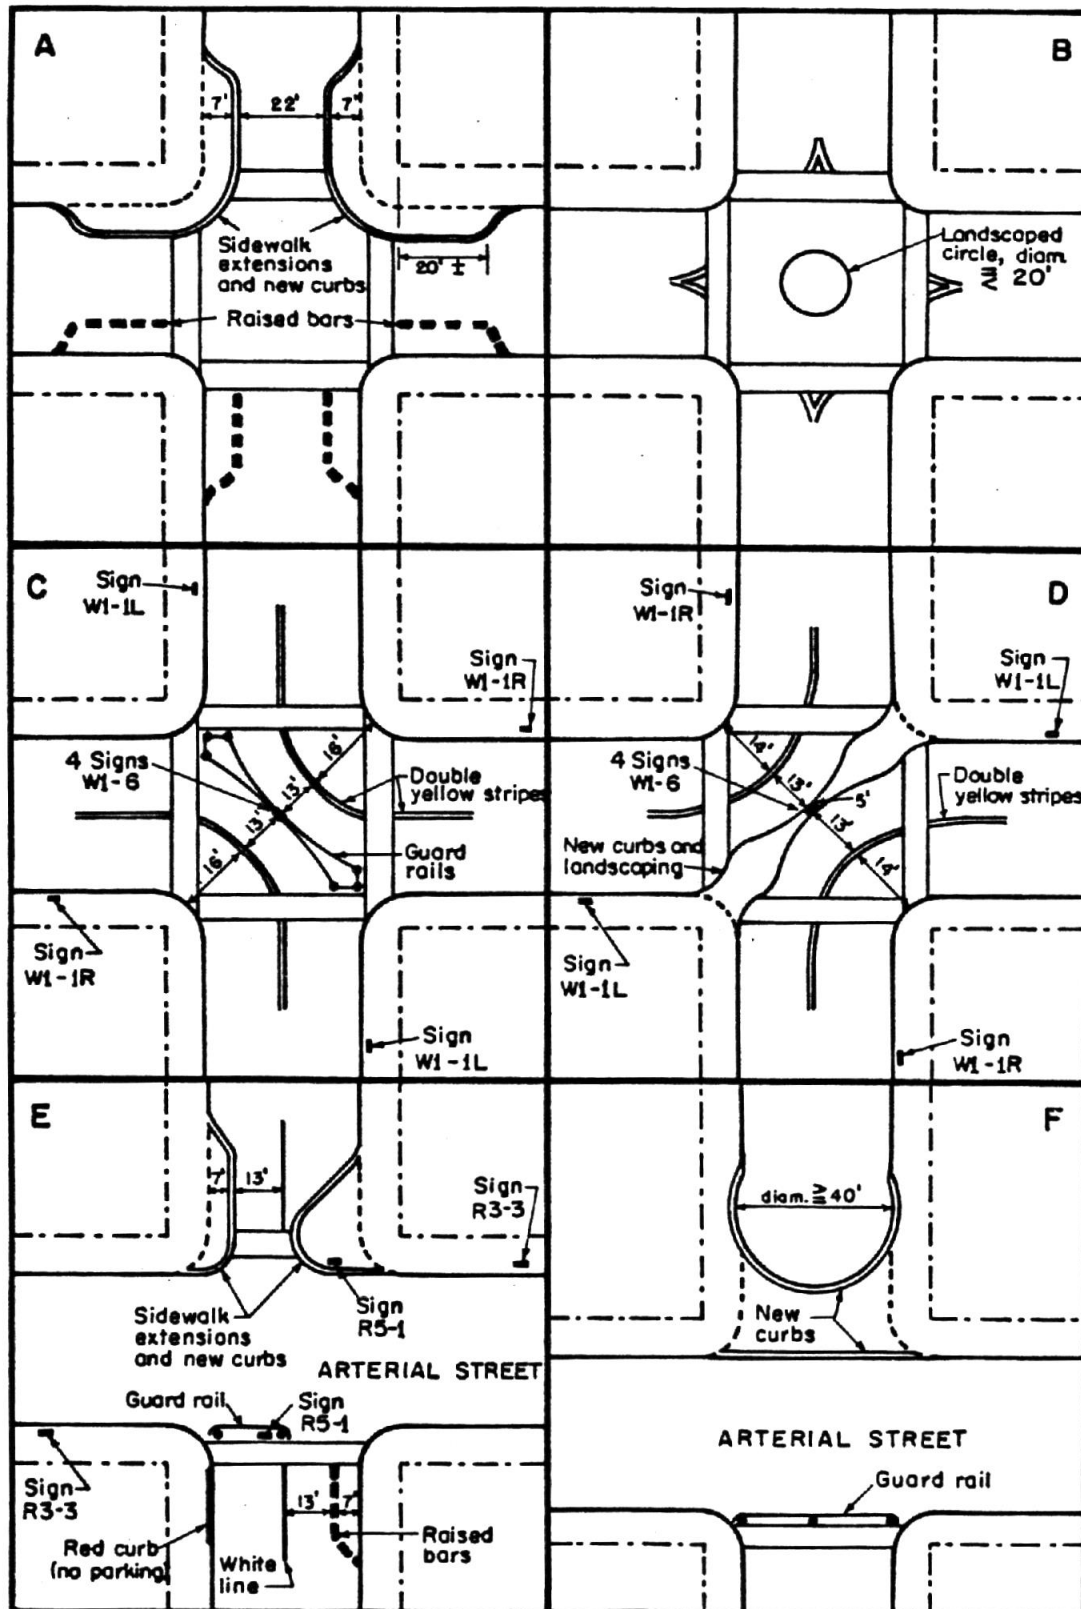 A
7'
22'
7'
Sidewalk
extensions
and new curbs
20' ±
Raised bars
B
Landscaped
circle, diam.
≧ 20'
C
Sign
W1-1L
Sign
W1-1R
4 Signs
W1-6
16'
13'
13'
16'
Double
yellow stripes
Guard
rails
Sign
W1-1R
Sign
W1-1L
D
Sign
W1-1R
Sign
W1-1L
4 Signs
W1-6
14'
13'
5'
13'
14'
Double
yellow stripes
New curbs and
landscaping
Sign
W1-1L
Sign
W1-1R
E
7'
13'
Sign
R3-3
Sidewalk
extensions
and new curbs
Sign
R5-1
ARTERIAL STREET
Guard rail
Sign
R5-1
Sign
R3-3
13'
7'
Red curb
(no parking)
White
line
Raised
bars
F
diam. ≧ 40'
New
curbs
ARTERIAL STREET
Guard rail